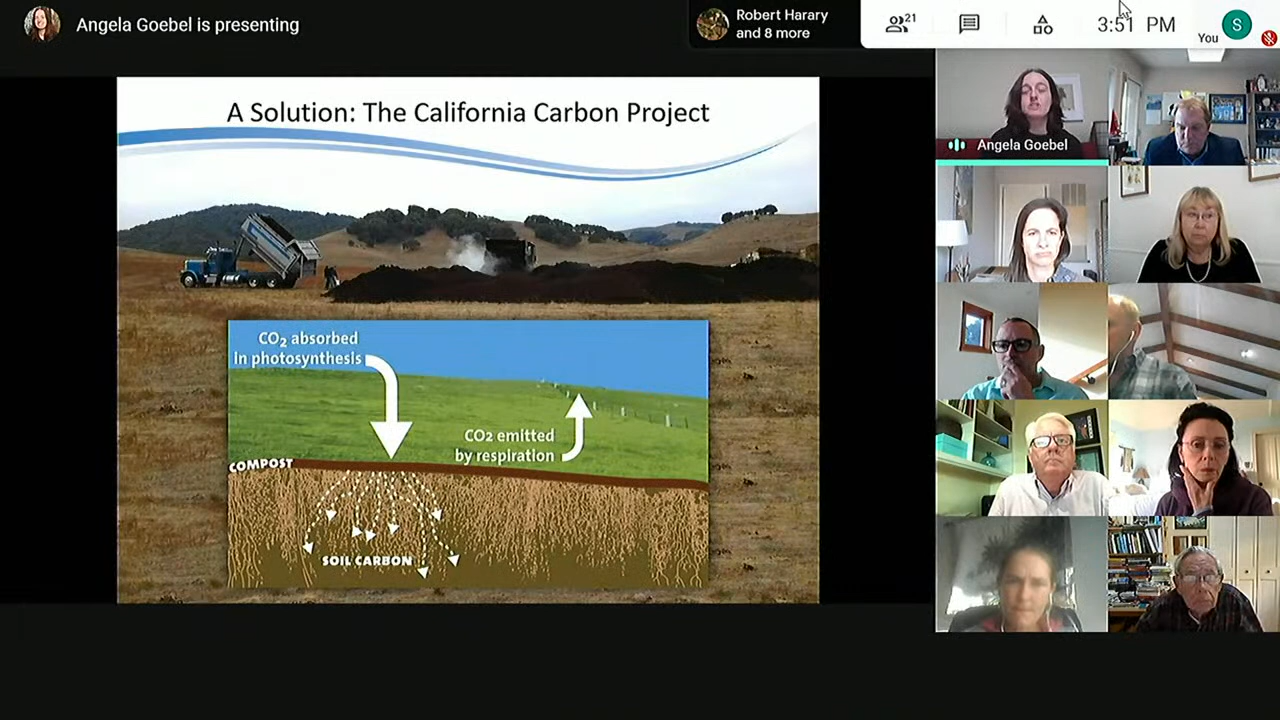 Angela Goebel is presenting
Robert Harary
and 8 more
21
3:51 PM
You
S
A Solution: The California Carbon Project
Angela Goebel
CO2 absorbed
in photosynthesis
CO2 emitted
by respiration
COMPOST
SOIL CARBON